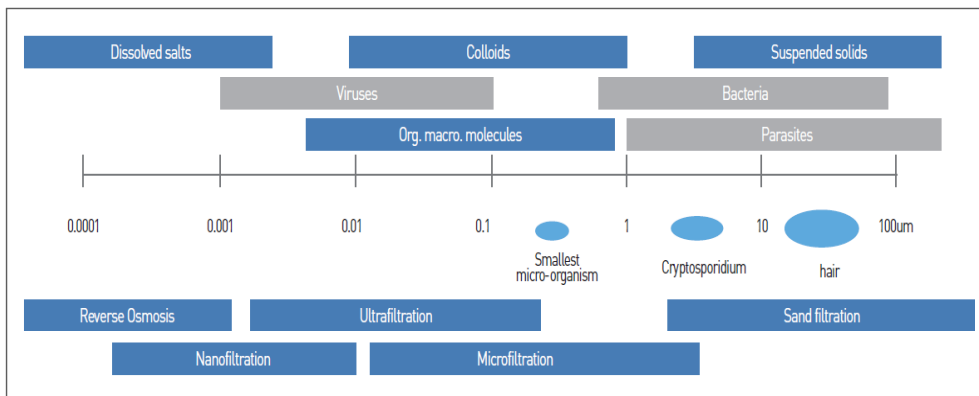 Dissolved salts Colloids Suspended solids
Viruses Bacteria
Org. macro. molecules Parasites
0.0001 0.001 0.01 0.1 1 10 100um
Smallest
micro-organism Cryptosporidium hair
Reverse Osmosis Ultrafiltration Sand filtration
Nanofiltration Microfiltration